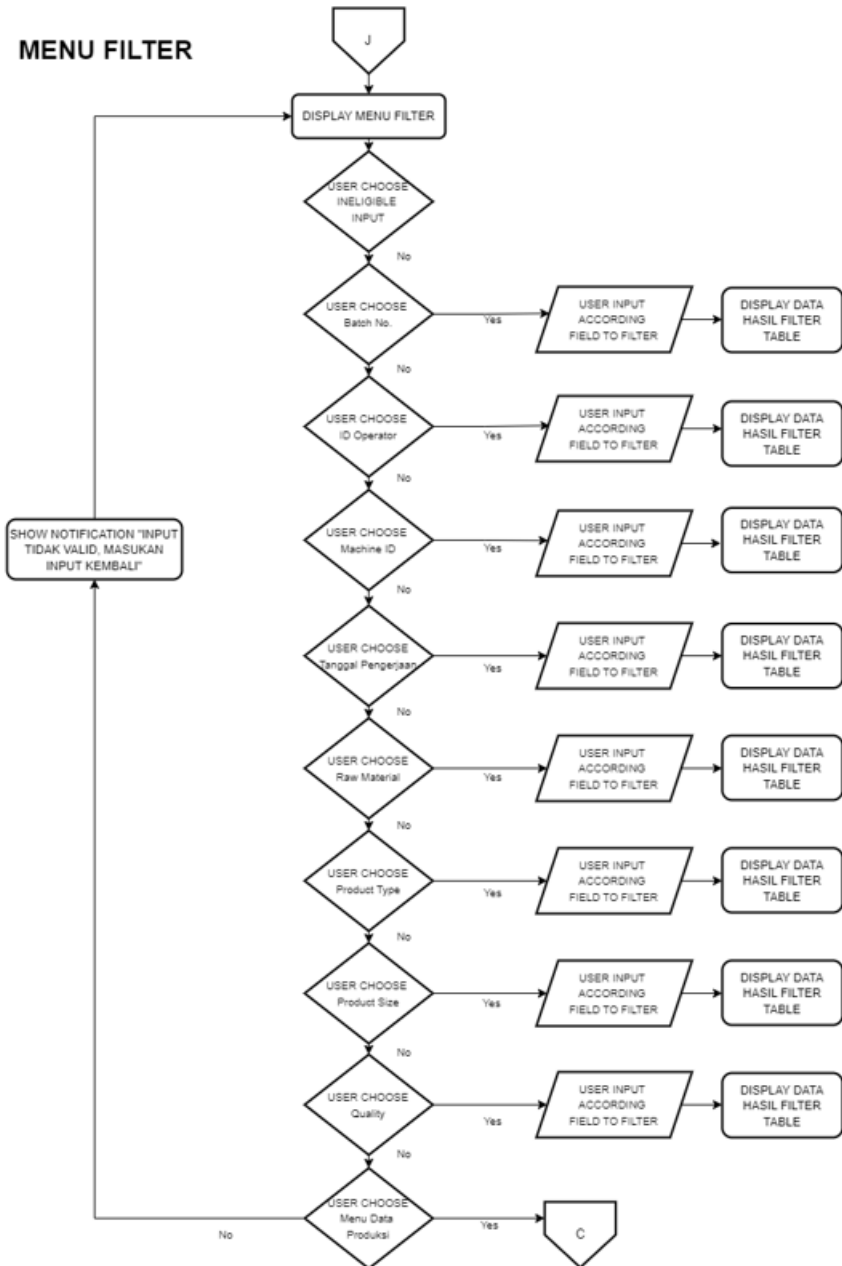 MENU FILTER
J
DISPLAY MENU FILTER
USER CHOOSE
INELIGIBLE
INPUT
No
USER CHOOSE
Batch No.
Yes
USER INPUT
ACCORDING
FIELD TO FILTER
DISPLAY DATA
HASIL FILTER
TABLE
No
USER CHOOSE
ID Operator
Yes
USER INPUT
ACCORDING
FIELD TO FILTER
DISPLAY DATA
HASIL FILTER
TABLE
No
SHOW NOTIFICATION "INPUT
TIDAK VALID, MASUKAN
INPUT KEMBALI"
USER CHOOSE
Machine ID
Yes
USER INPUT
ACCORDING
FIELD TO FILTER
DISPLAY DATA
HASIL FILTER
TABLE
No
USER CHOOSE
Tanggal Pengerjaan
Yes
USER INPUT
ACCORDING
FIELD TO FILTER
DISPLAY DATA
HASIL FILTER
TABLE
No
USER CHOOSE
Raw Material
Yes
USER INPUT
ACCORDING
FIELD TO FILTER
DISPLAY DATA
HASIL FILTER
TABLE
No
USER CHOOSE
Product Type
Yes
USER INPUT
ACCORDING
FIELD TO FILTER
DISPLAY DATA
HASIL FILTER
TABLE
No
USER CHOOSE
Product Size
Yes
USER INPUT
ACCORDING
FIELD TO FILTER
DISPLAY DATA
HASIL FILTER
TABLE
No
USER CHOOSE
Quality
Yes
USER INPUT
ACCORDING
FIELD TO FILTER
DISPLAY DATA
HASIL FILTER
TABLE
No
USER CHOOSE
Menu Data
Produksi
No
Yes
C